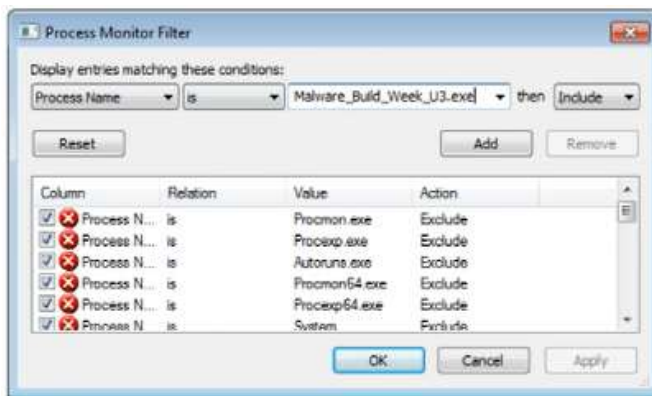 Process Monitor Filter
Display entries matching these conditions:
Process Name is Malware_Build_Week_U3.exe then Include
Reset Add Remove
Column Relation Value Action
Process N... is Procmon.exe Exclude
Process N... is Procexp.exe Exclude
Process N... is Autoruns.exe Exclude
Process N... is Procmon64.exe Exclude
Process N... is Procexp64.exe Exclude
Process N... is System Exclude
OK Cancel Apply